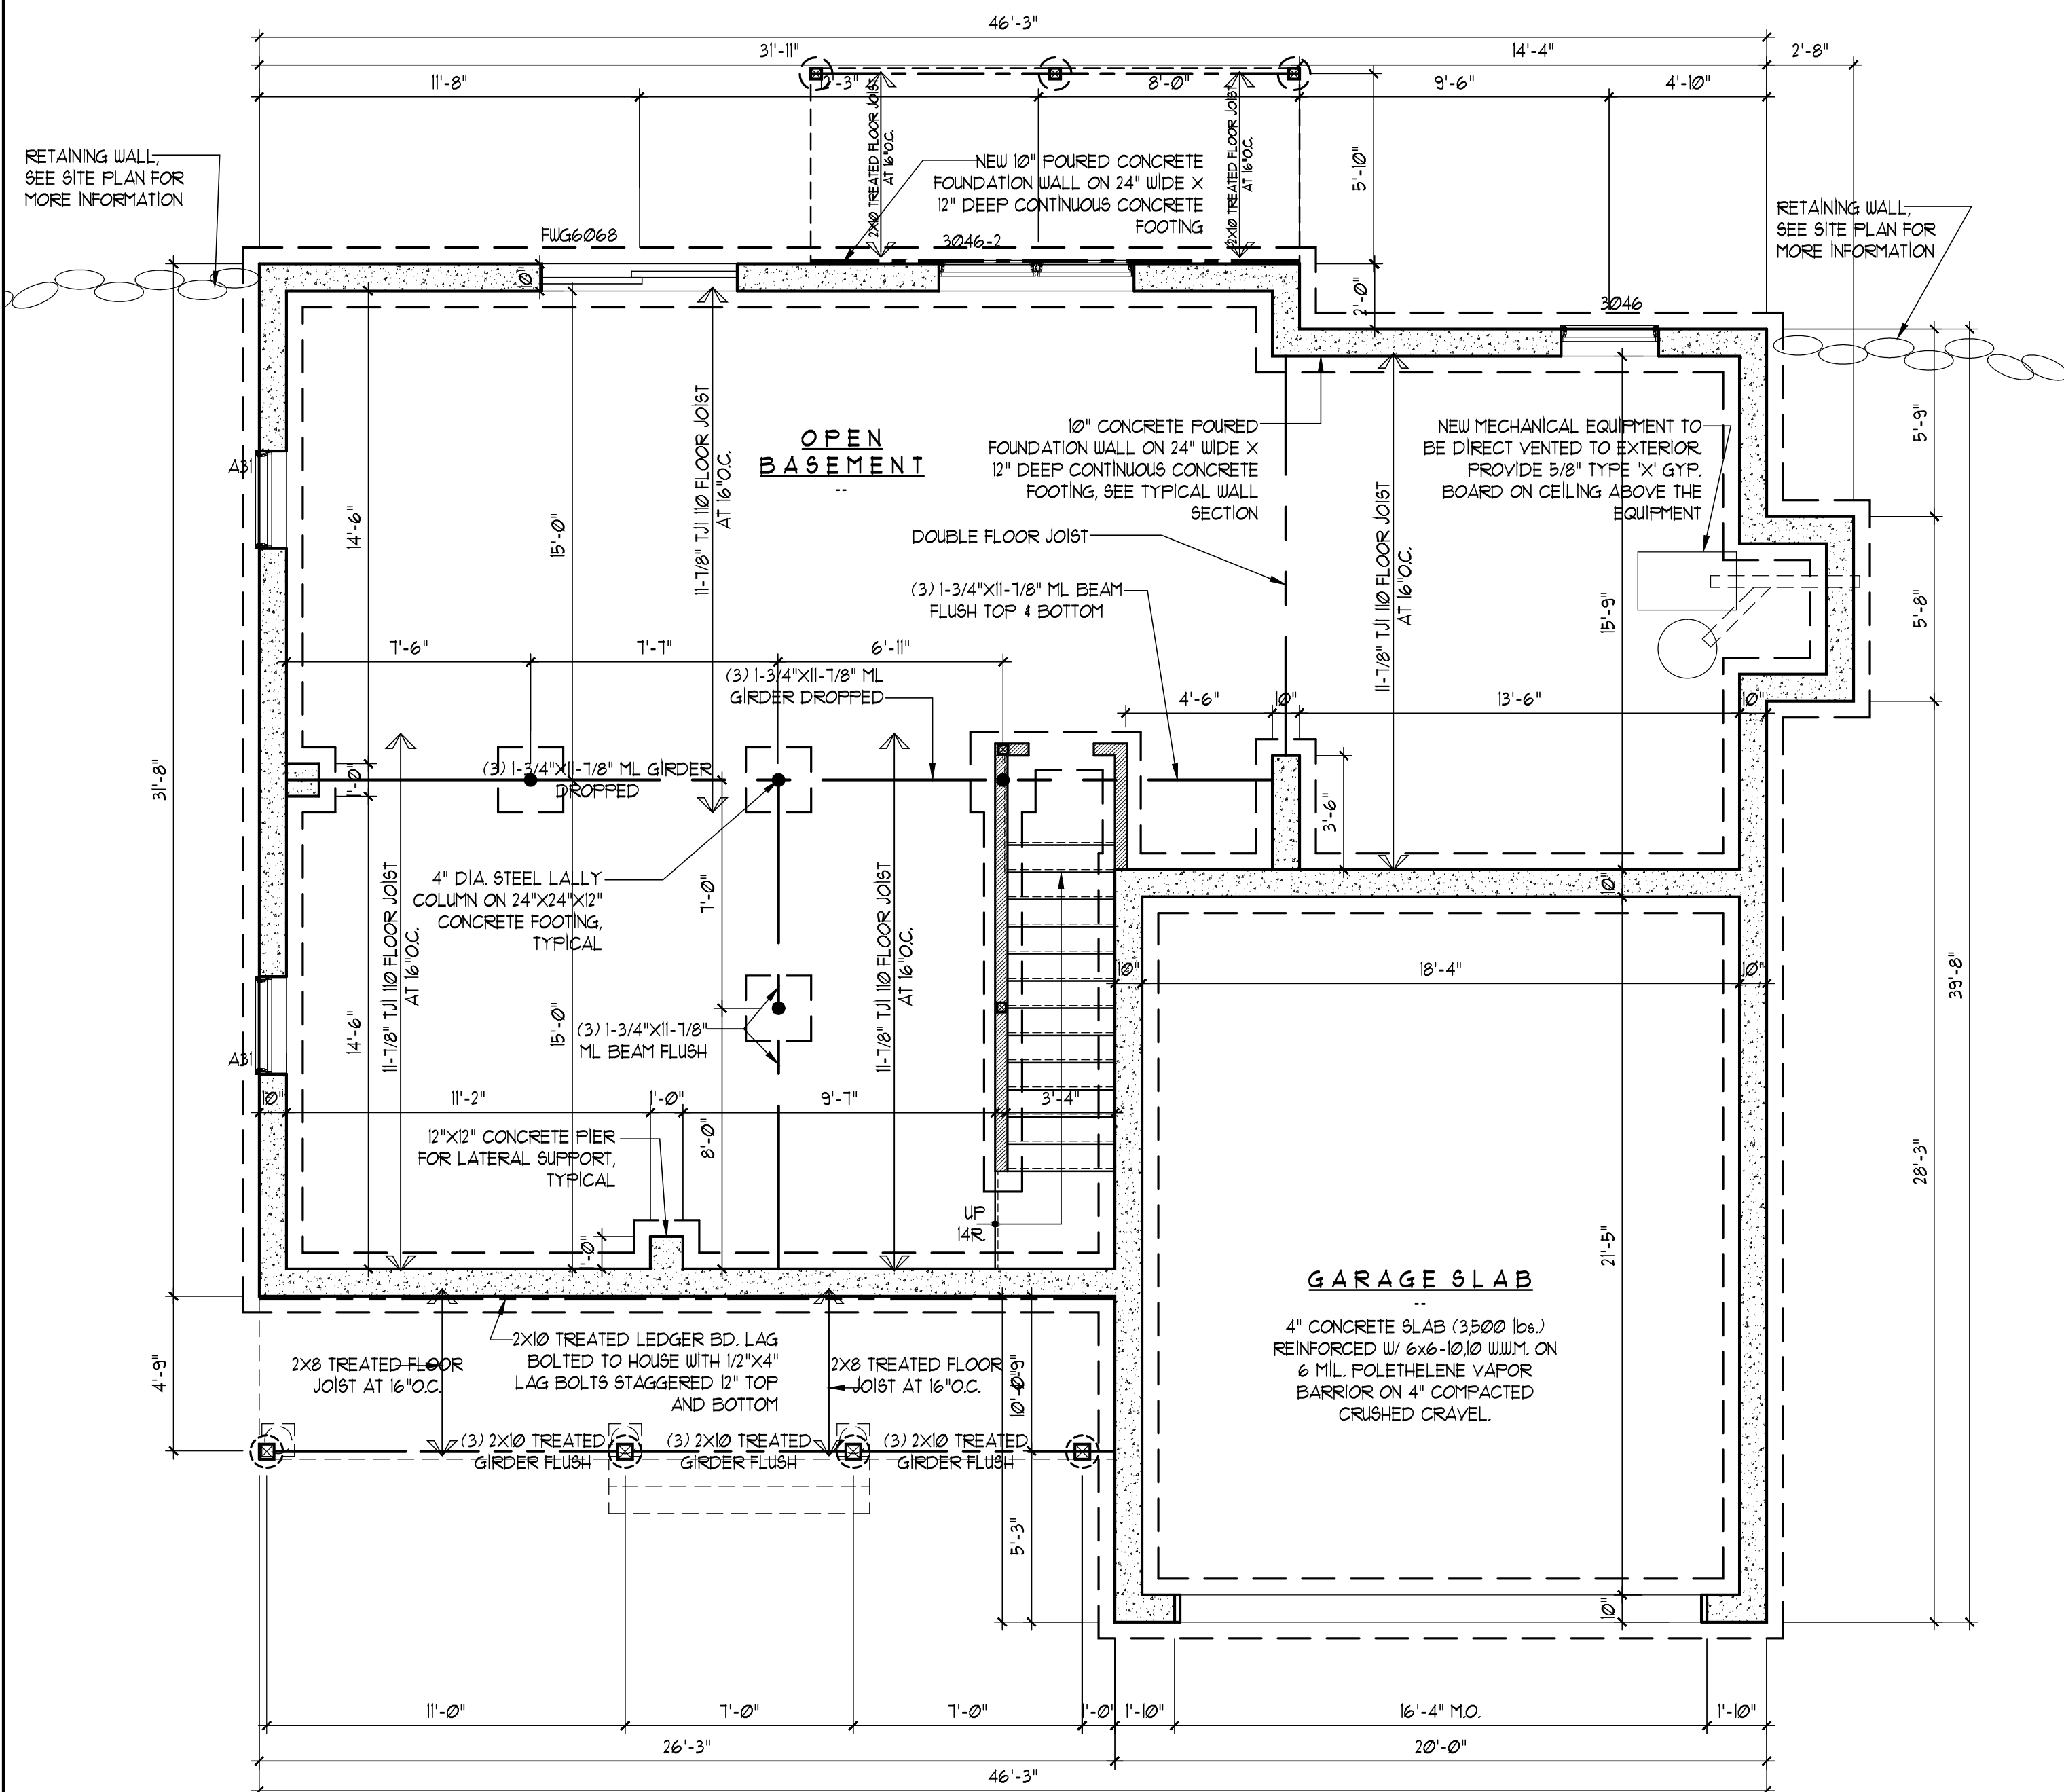 46'-3"
31'-11"
14'-4"
2'-8"
11'-8"
2'-3"
8'-0"
9'-6"
4'-10"
RETAINING WALL,
SEE SITE PLAN FOR
MORE INFORMATION
2X10 TREATED FLOOR JOIST
AT 16"O.C.
NEW 10" POURED CONCRETE
FOUNDATION WALL ON 24" WIDE X
12" DEEP CONTINUOUS CONCRETE
FOOTING
2X10 TREATED FLOOR JOIST
AT 16"O.C.
5'-10"
RETAINING WALL,
SEE SITE PLAN FOR
MORE INFORMATION
FWG6068
3046-2
10"
2'-0"
3046
OPEN
BASEMENT
--
11-7/8" TJI 110 FLOOR JOIST
AT 16"O.C.
10" CONCRETE POURED
FOUNDATION WALL ON 24" WIDE X
12" DEEP CONTINUOUS CONCRETE
FOOTING, SEE TYPICAL WALL
SECTION
NEW MECHANICAL EQUIPMENT TO
BE DIRECT VENTED TO EXTERIOR.
PROVIDE 5/8" TYPE 'X' GYP.
BOARD ON CEILING ABOVE THE
EQUIPMENT
5'-9"
A31
14'-6"
15'-0"
DOUBLE FLOOR JOIST
11-7/8" TJI 110 FLOOR JOIST
AT 16"O.C.
(3) 1-3/4"X11-7/8" ML BEAM
FLUSH TOP & BOTTOM
15'-9"
5'-8"
7'-6"
7'-7"
6'-11"
(3) 1-3/4"X11-7/8" ML
GIRDER DROPPED
4'-6"
10"
13'-6"
10"
31'-8"
1'-0"
(3) 1-3/4"X11-7/8" ML GIRDER
DROPPED
3'-6"
4" DIA. STEEL LALLY
COLUMN ON 24"X24"X12"
CONCRETE FOOTING,
TYPICAL
7'-0"
10"
11-7/8" TJI 110 FLOOR JOIST
AT 16"O.C.
11-7/8" TJI 110 FLOOR JOIST
AT 16"O.C.
10"
18'-4"
10"
39'-8"
A31
14'-6"
15'-0"
(3) 1-3/4"X11-7/8"
ML BEAM FLUSH
10"
11'-2"
1'-0"
9'-7"
3'-4"
12"X12" CONCRETE PIER
FOR LATERAL SUPPORT,
TYPICAL
8'-0"
28'-3"
UP
14R
1'-0"
21'-5"
GARAGE SLAB
--
4" CONCRETE SLAB (3,500 lbs.)
REINFORCED W/ 6x6-10,10 W.W.M. ON
6 MIL. POLETHELENE VAPOR
BARRIOR ON 4" COMPACTED
CRUSHED CRAVEL.
4'-9"
2X8 TREATED FLOOR
JOIST AT 16"O.C.
2X10 TREATED LEDGER BD. LAG
BOLTED TO HOUSE WITH 1/2"X4"
LAG BOLTS STAGGERED 12" TOP
AND BOTTOM
2X8 TREATED FLOOR
JOIST AT 16"O.C.
(3) 2X10 TREATED
GIRDER FLUSH
(3) 2X10 TREATED
GIRDER FLUSH
(3) 2X10 TREATED
GIRDER FLUSH
5'-3"
10"
11'-0"
7'-0"
7'-0"
1'-0"
1'-10"
16'-4" M.O.
1'-10"
26'-3"
20'-0"
46'-3"